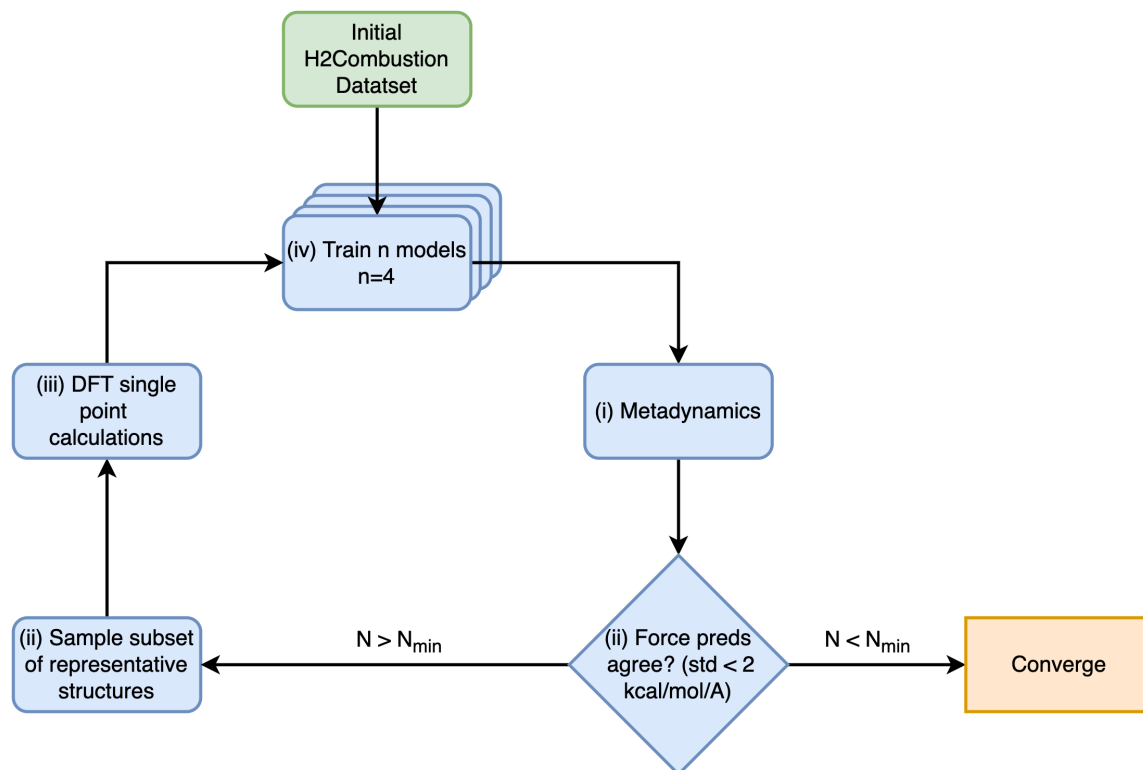 Initial
H2Combustion
Datatset
(iv) Train n models
n=4
(iii) DFT single
point
calculations
(i) Metadynamics
(ii) Sample subset
of representative
structures
N > Nmin
(ii) Force preds
agree? (std < 2
kcal/mol/A)
N < Nmin
Converge